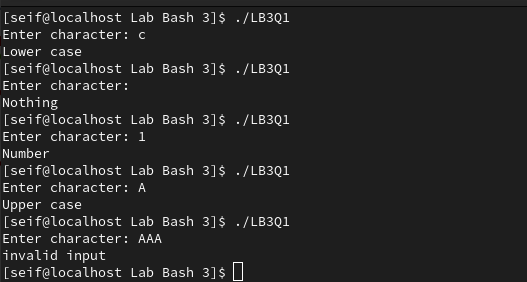 [seif@localhost Lab Bash 3]$ ./LB3Q1
Enter character: c
Lower case
[seif@localhost Lab Bash 3]$ ./LB3Q1
Enter character:
Nothing
[seif@localhost Lab Bash 3]$ ./LB3Q1
Enter character: 1
Number
[seif@localhost Lab Bash 3]$ ./LB3Q1
Enter character: A
Upper case
[seif@localhost Lab Bash 3]$ ./LB3Q1
Enter character: AAA
invalid input
[seif@localhost Lab Bash 3]$